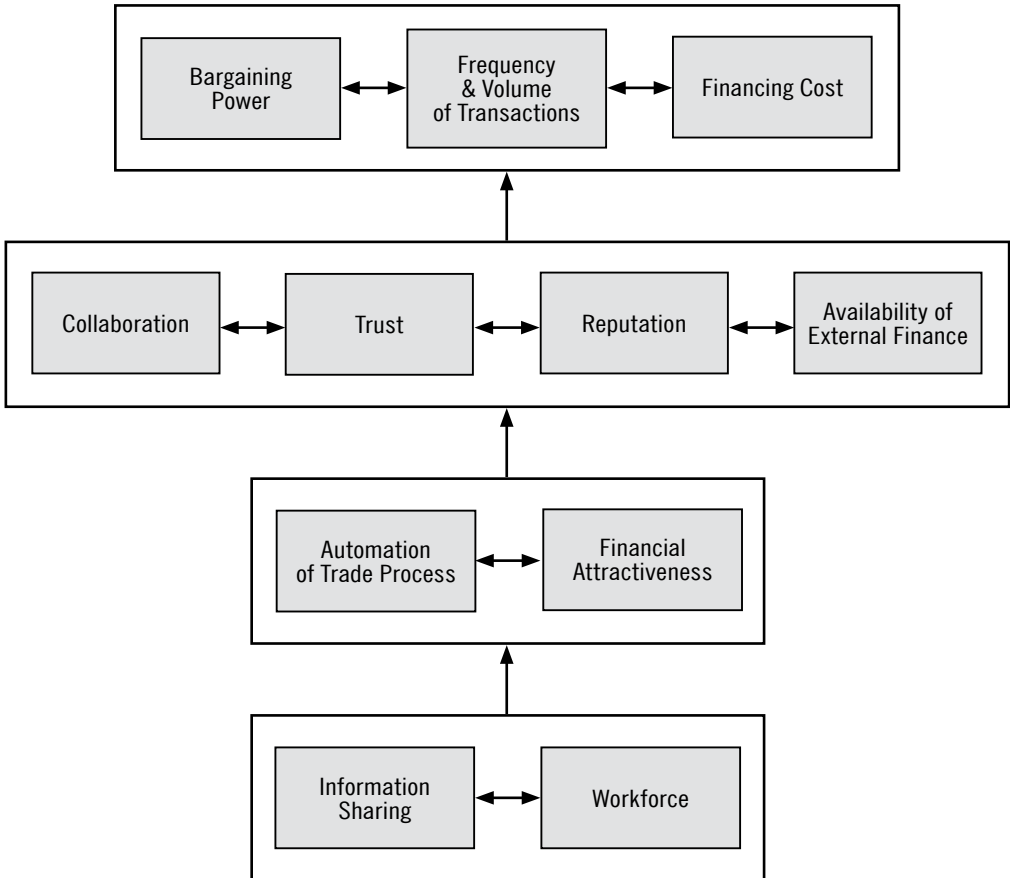 Bargaining
Power
Frequency
& Volume
of Transactions
Financing Cost
Collaboration
Trust
Reputation
Availability of
External Finance
Automation
of Trade Process
Financial
Attractiveness
Information
Sharing
Workforce